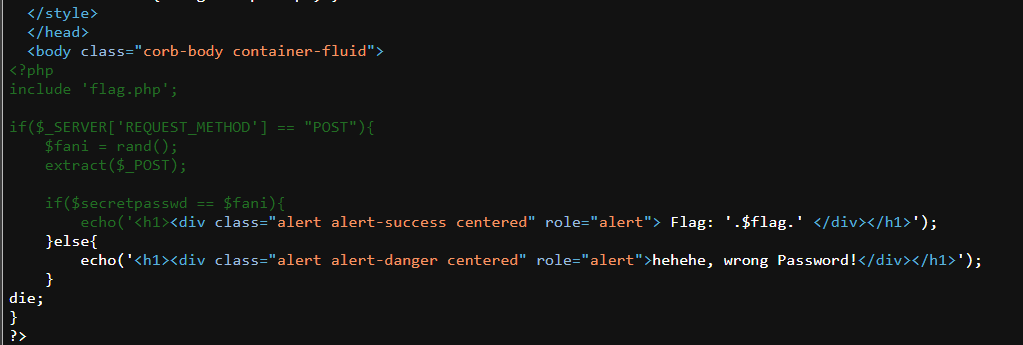 </style>
</head>
<body class="corb-body container-fluid">
<?php
include 'flag.php';
if($_SERVER['REQUEST_METHOD'] == "POST"){
$fani = rand();
extract($_POST);
if($secretpasswd == $fani){
echo('<h1><div class="alert alert-success centered" role="alert"> Flag: '.$flag.' </div></h1>');
}else{
echo('<h1><div class="alert alert-danger centered" role="alert">hehehe, wrong Password!</div></h1>');
}
die;
}
?>